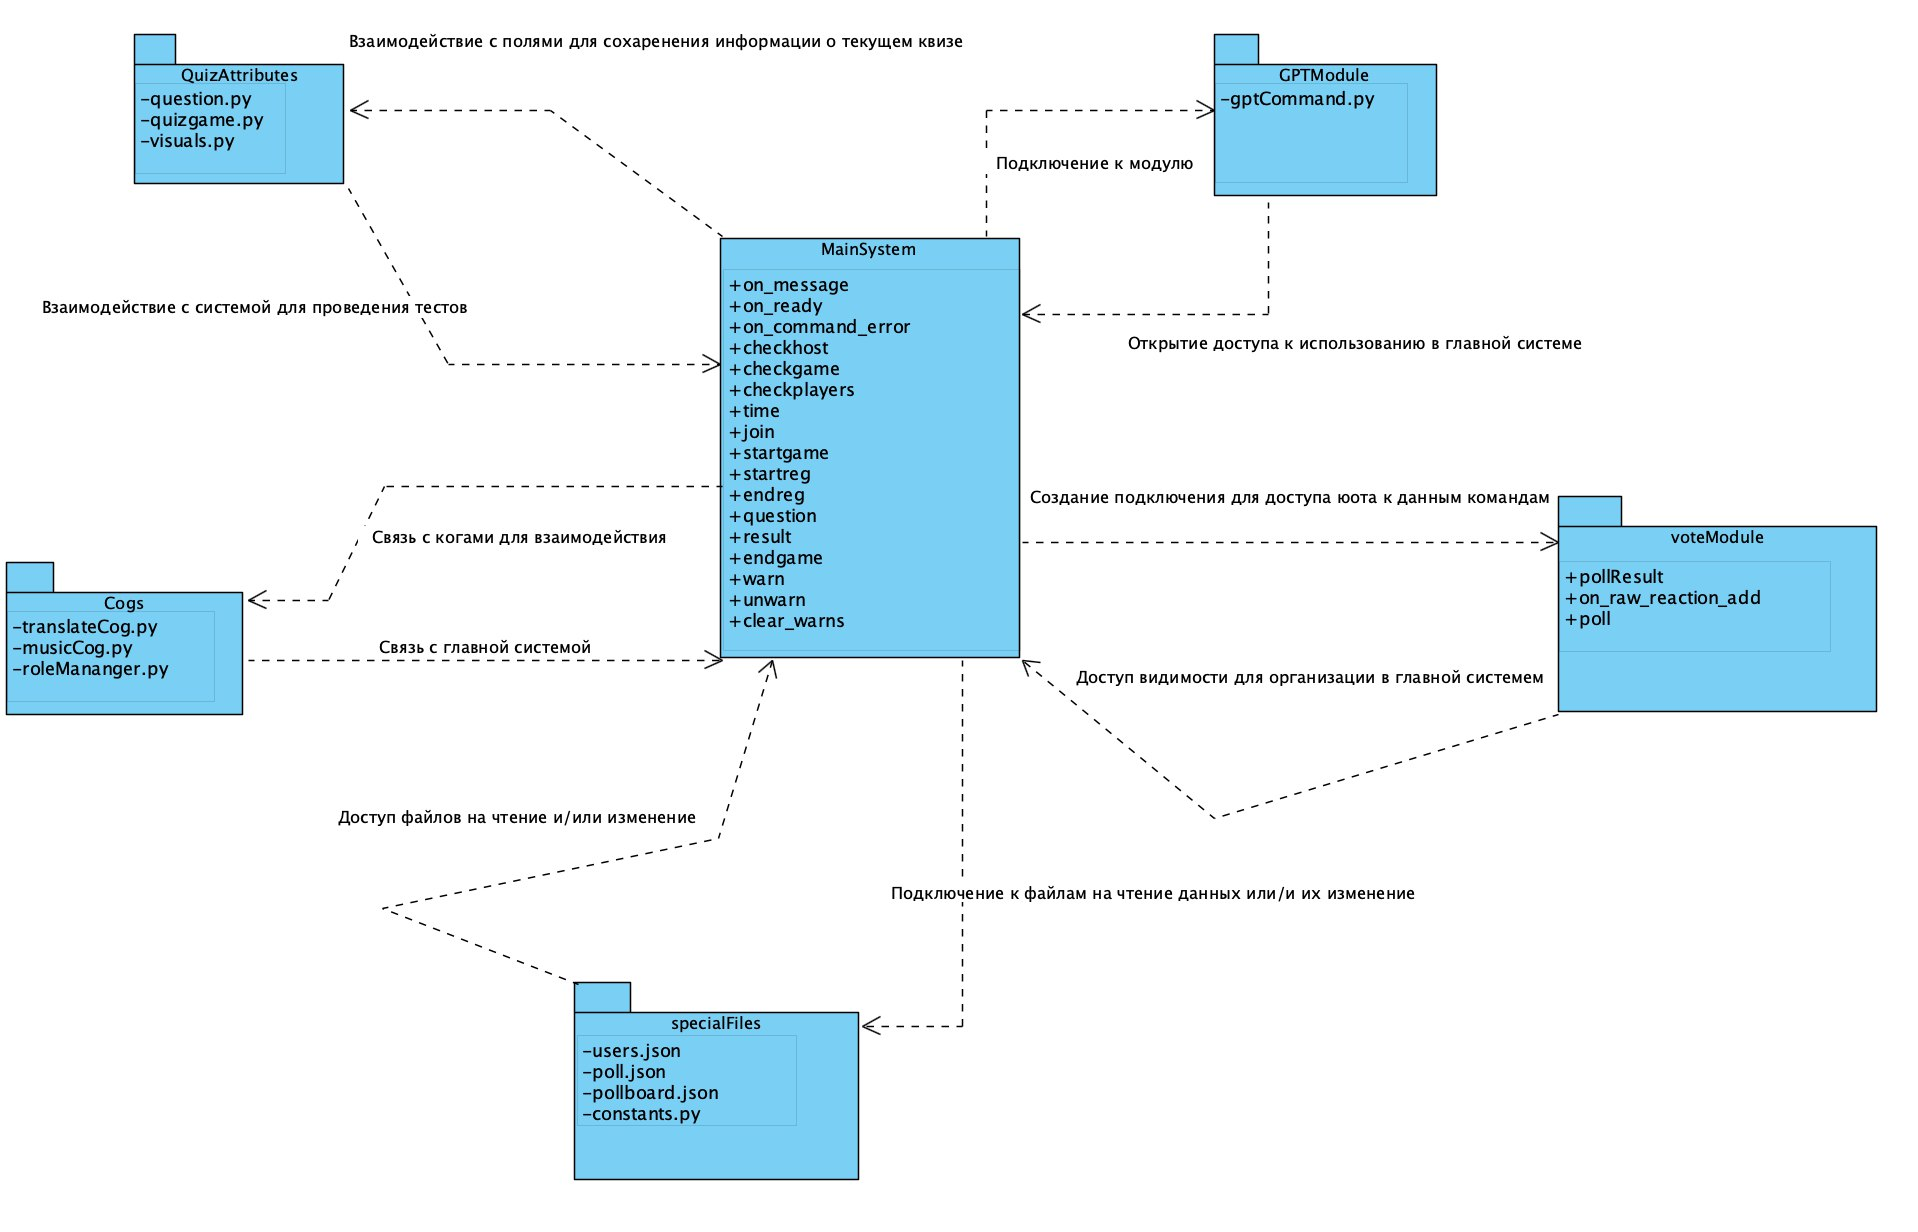 Взаимодействие с полями для сохаренения информации о текущем квизе
QuizAttributes
-question.py
-quizgame.py
-visuals.py
GPTModule
-gptCommand.py
Подключение к модулю
MainSystem
+on_message
+on_ready
+on_command_error
+checkhost
+checkgame
+checkplayers
+time
+join
+startgame
+startreg
+endreg
+question
+result
+endgame
+warn
+unwarn
+clear_warns
Взаимодействие с системой для проведения тестов
Открытие доступа к использованию в главной системе
Создание подключения для доступа юота к данным командам
voteModule
+pollResult
+on_raw_reaction_add
+poll
Связь с когами для взаимодействия
Cogs
-translateCog.py
-musicCog.py
-roleMananger.py
Связь с главной системой
Доступ видимости для организации в главной системем
Доступ файлов на чтение и/или изменение
Подключение к файлам на чтение данных или/и их изменение
specialFiles
-users.json
-poll.json
-pollboard.json
-constants.py